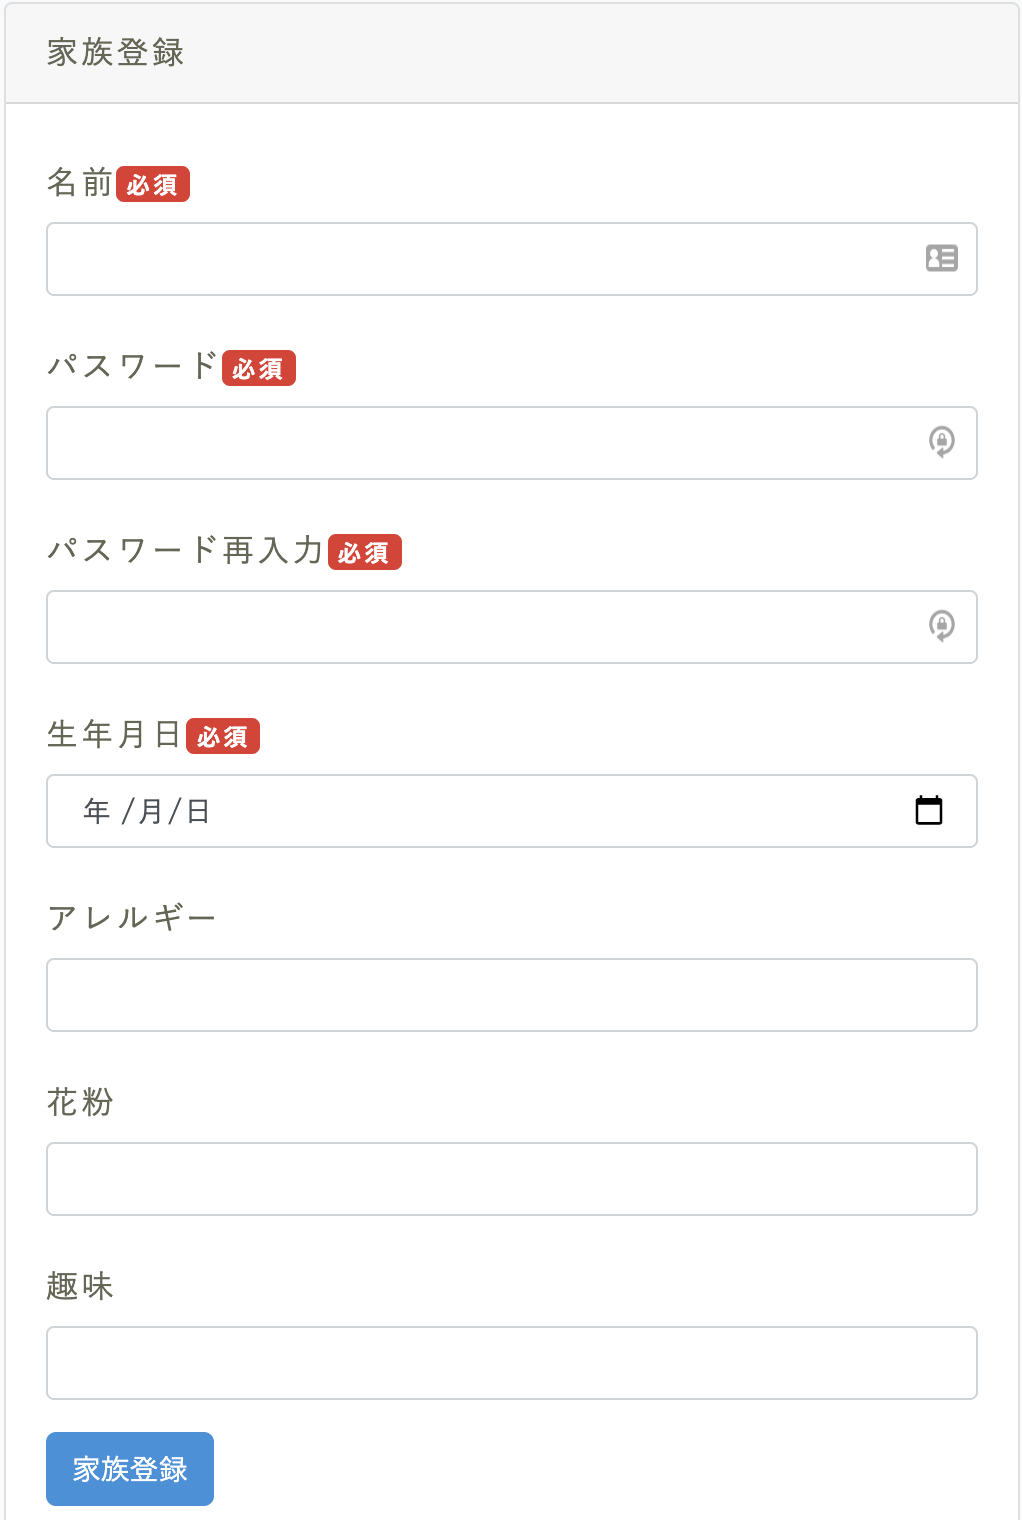 家族登録
名前 必須
パスワード 必須
パスワード再入力 必須
生年月日 必須
年 /月/日
アレルギー
花粉
趣味
家族登録